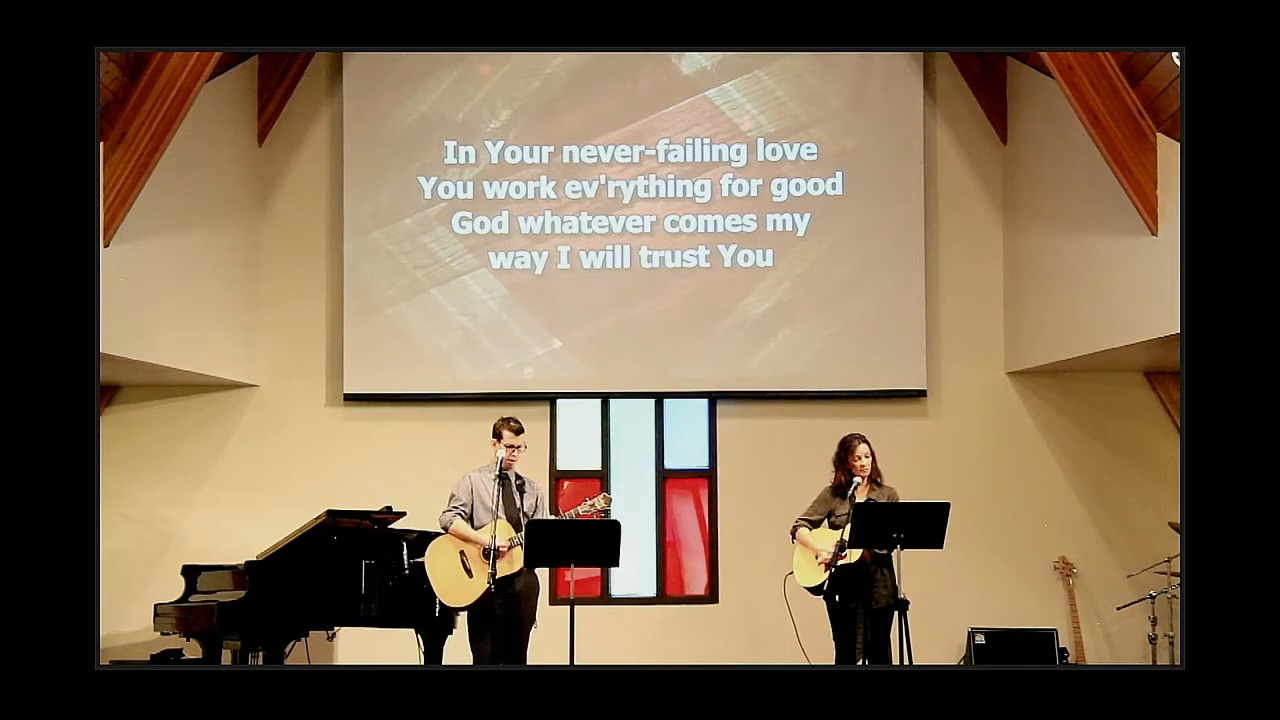 In Your never-failing love
You work ev'rything for good
God whatever comes my
way I will trust You